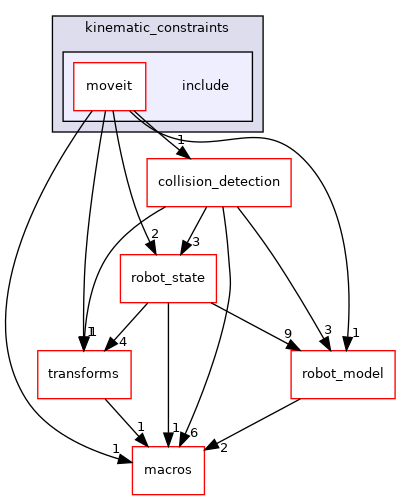 kinematic_constraints
moveit
include
1
collision_detection
2
3
robot_state
1
1
4
9
3
1
transforms
robot_model
1
1
1
6
2
macros